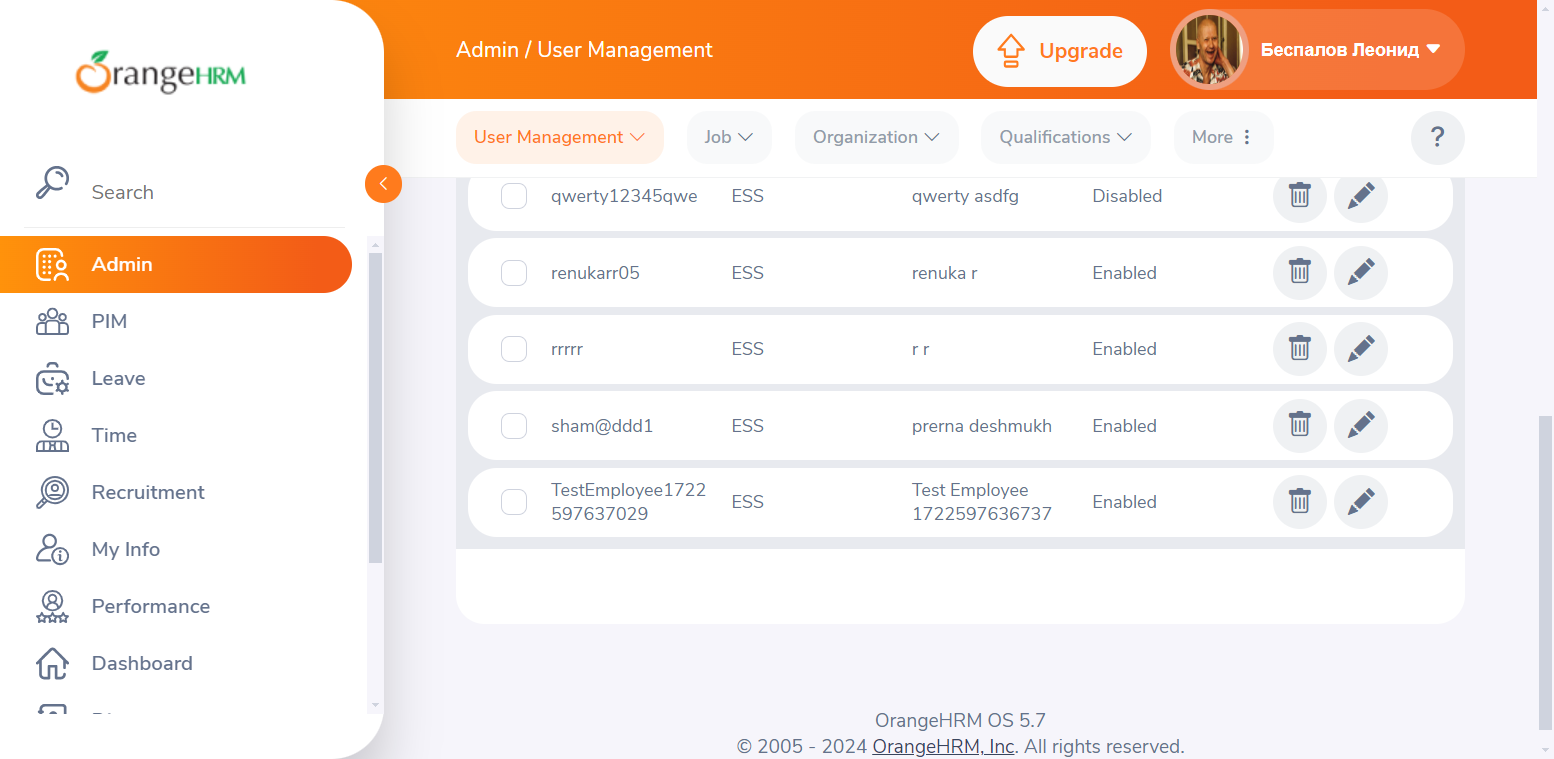 OrangeHRM
Admin / User Management
Upgrade
Беспалов Леонид
User Management
Job
Organization
Qualifications
More
?
Search
Admin
PIM
Leave
Time
Recruitment
My Info
Performance
Dashboard
qwerty12345qwe ESS qwerty asdfg Disabled
renukarr05 ESS renuka r Enabled
rrrrr ESS r r Enabled
sham@ddd1 ESS prerna deshmukh Enabled
TestEmployee1722 ESS Test Employee Enabled
597637029 1722597636737
OrangeHRM OS 5.7
© 2005 - 2024 OrangeHRM, Inc. All rights reserved.